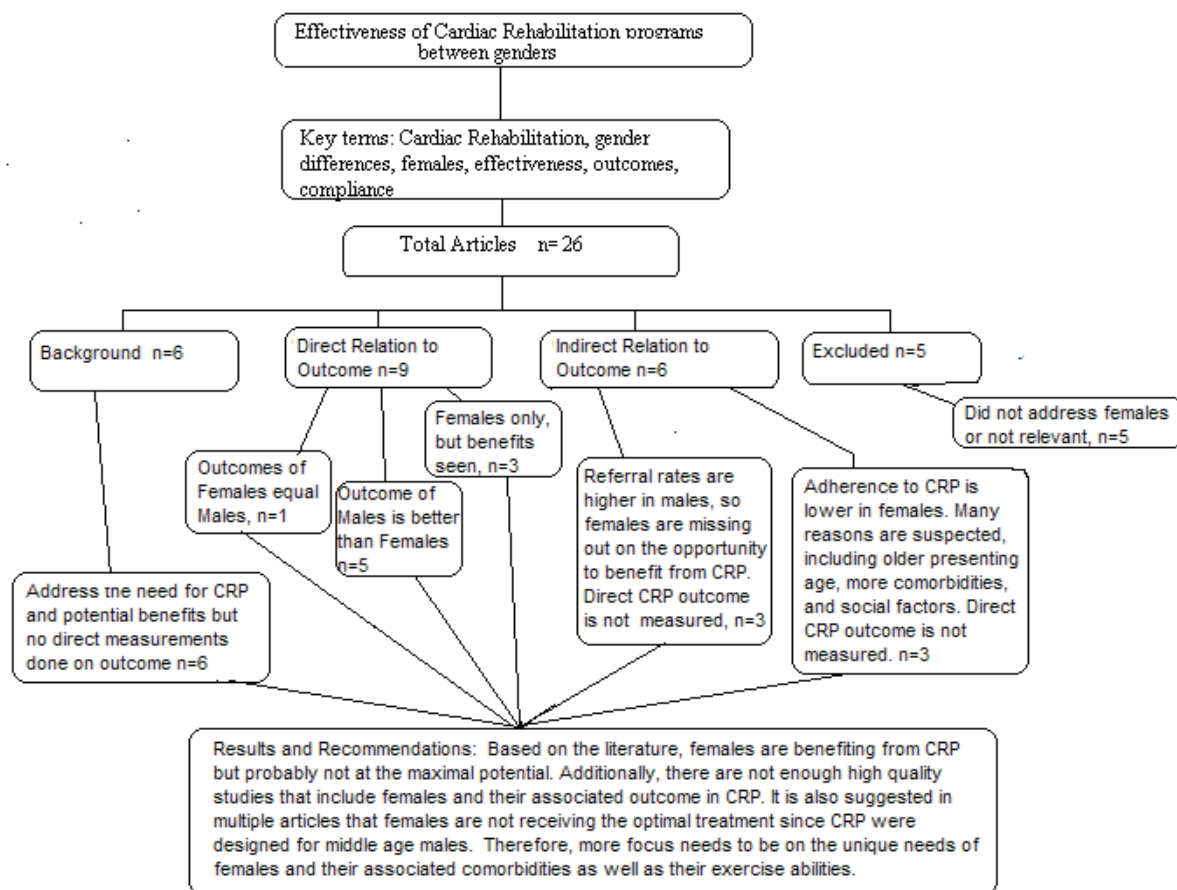 Effectiveness of Cardiac Rehabilitation programs
between genders
Key terms: Cardiac Rehabilitation, gender
differences, females, effectiveness, outcomes,
compliance
Total Articles n= 26
Background n=6
Direct Relation to
Outcome n=9
Indirect Relation to
Outcome n=6
Excluded n=5
Females only,
but benefits
seen, n=3
Did not address females
or not relevant, n=5
Outcomes of
Females equal
Males, n=1
Outcome of
Males is better
than Females
n=5
Referral rates are
higher in males, so
females are missing
out on the opportunity
to benefit from CRP.
Direct CRP outcome
is not measured, n=3
Adherence to CRP is
lower in females. Many
reasons are suspected,
including older presenting
age, more comorbidities,
and social factors. Direct
CRP outcome is not
measured. n=3
Address the need for CRP
and potential benefits but
no direct measurements
done on outcome n=6
Results and Recommendations: Based on the literature, females are benefiting from CRP
but probably not at the maximal potential. Additionally, there are not enough high quality
studies that include females and their associated outcome in CRP. It is also suggested in
multiple articles that females are not receiving the optimal treatment since CRP were
designed for middle age males. Therefore, more focus needs to be on the unique needs of
females and their associated comorbidities as well as their exercise abilities.